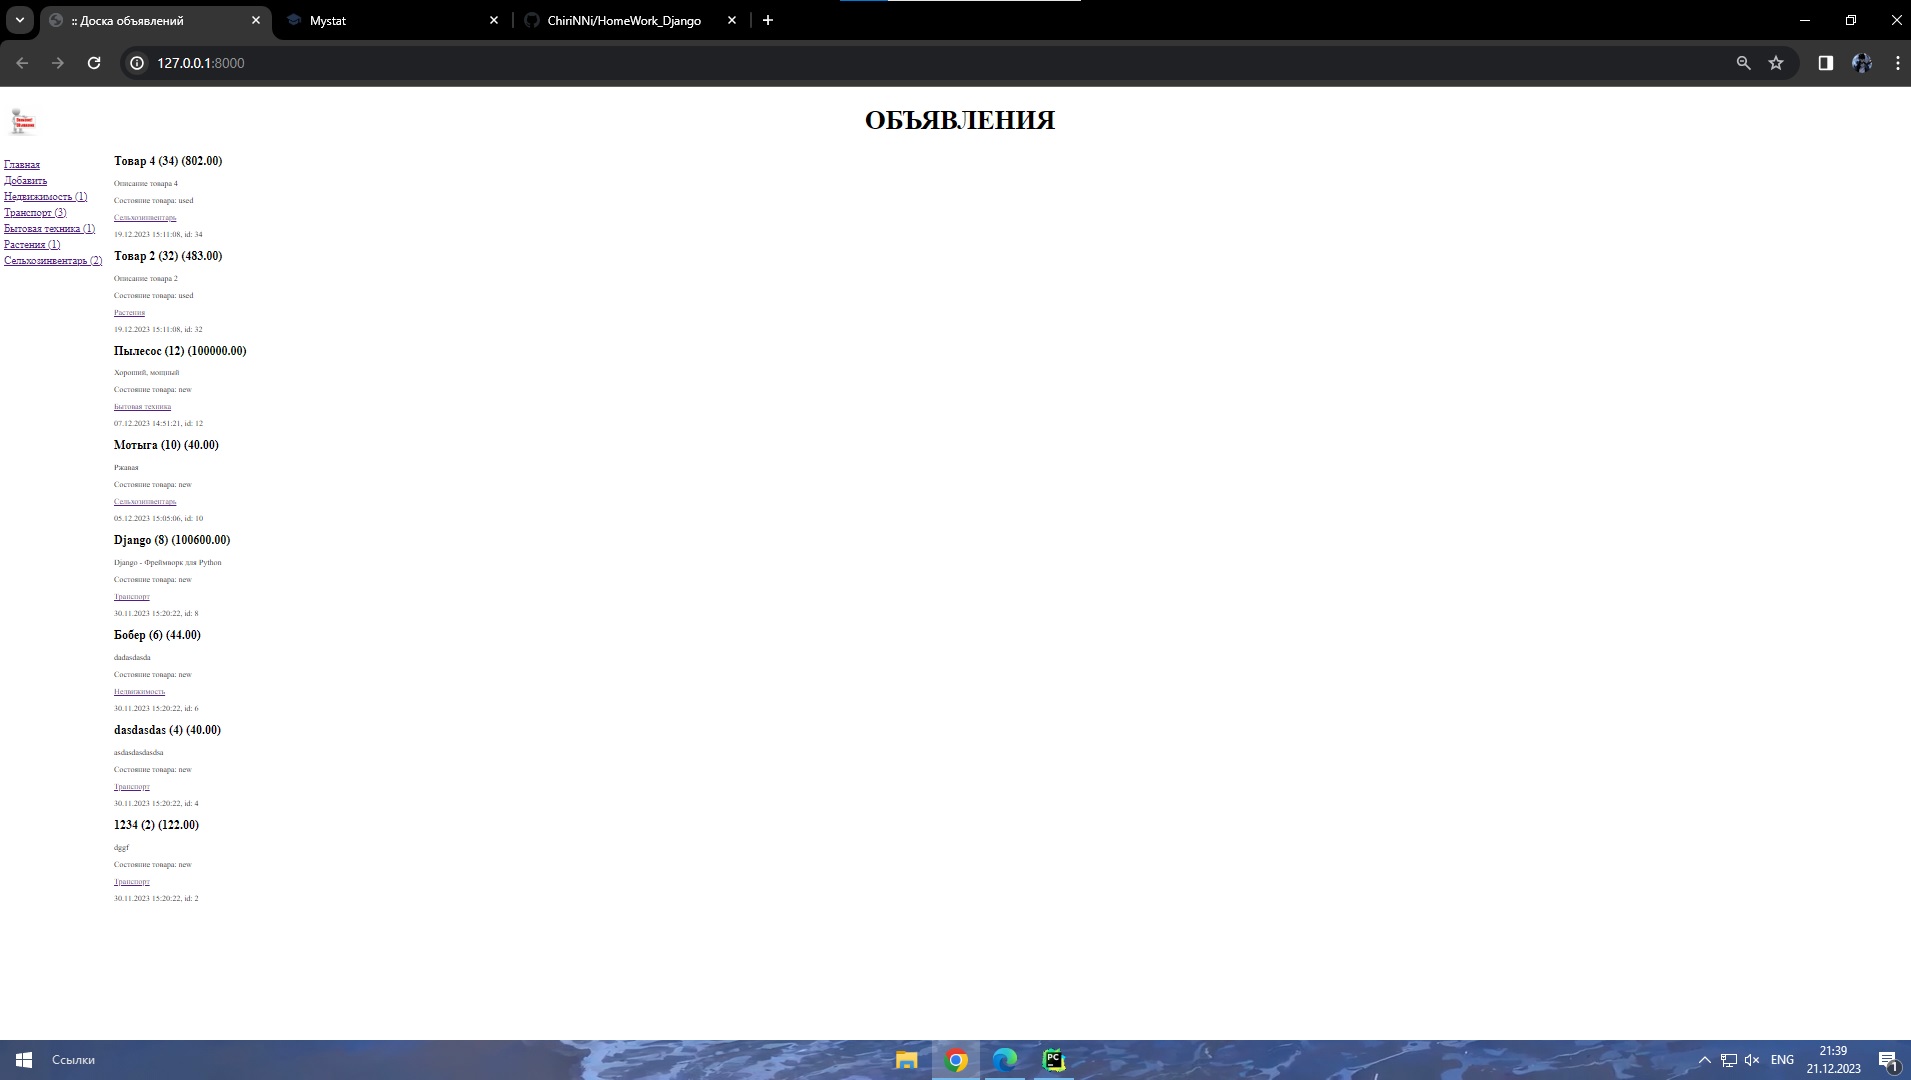 :: Доска объявлений
Mystat
ChiriNNi/HomeWork_Django
127.0.0.1:8000
ОБЪЯВЛЕНИЯ
Главная
Добавить
Недвижимость (1)
Транспорт (3)
Бытовая техника (1)
Растения (1)
Сельхозинвентарь (2)
Товар 4 (34) (802.00)
Описание товара 4
Состояние товара: used
Сельхозинвентарь
19.12.2023 15:11:08, id: 34
Товар 2 (32) (483.00)
Описание товара 2
Состояние товара: used
Растения
19.12.2023 15:11:08, id: 32
Пылесос (12) (100000.00)
Хороший, мощный
Состояние товара: new
Бытовая техника
07.12.2023 14:51:21, id: 12
Мотыга (10) (40.00)
Ржавая
Состояние товара: new
Сельхозинвентарь
05.12.2023 15:05:06, id: 10
Django (8) (100600.00)
Django - Фреймворк для Python
Состояние товара: new
Транспорт
30.11.2023 15:20:22, id: 8
Бобер (6) (44.00)
dadasdasda
Состояние товара: new
Недвижимость
30.11.2023 15:20:22, id: 6
dasdasdas (4) (40.00)
asdasdasdasdsa
Состояние товара: new
Транспорт
30.11.2023 15:20:22, id: 4
1234 (2) (122.00)
dggf
Состояние товара: new
Транспорт
30.11.2023 15:20:22, id: 2
Ссылки
PC
ENG
21:39
21.12.2023
1